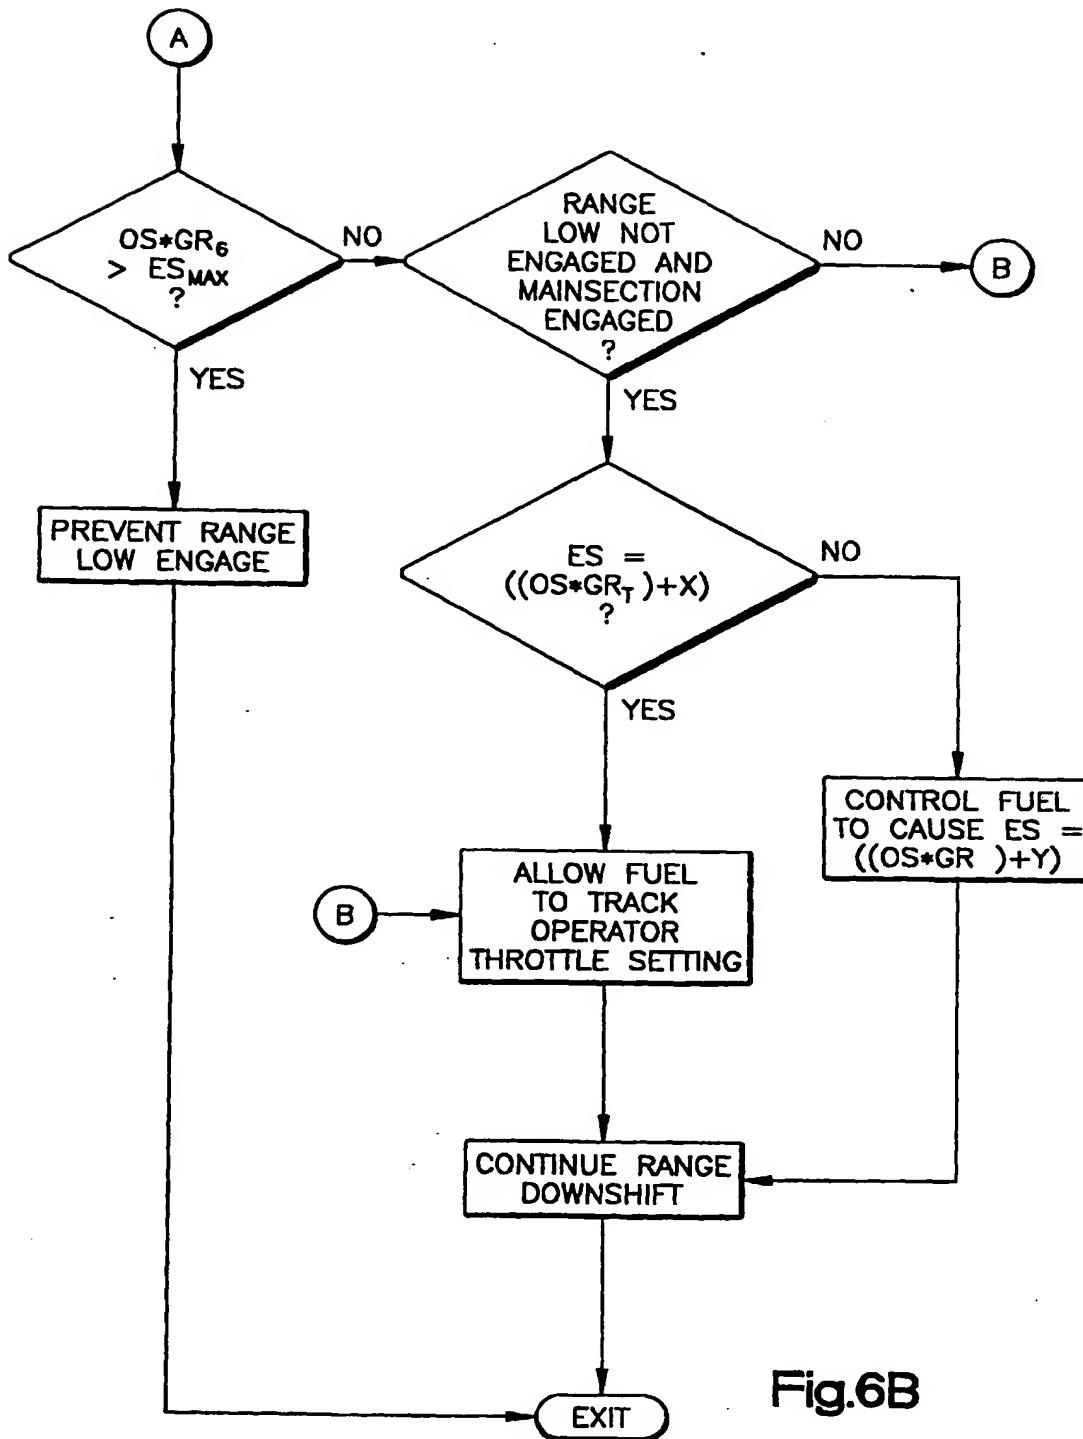 A
OS*GR6
> ESMAX
?
NO
YES
RANGE
LOW NOT
ENGAGED AND
MAINSECTION
ENGAGED
?
NO
B
YES
PREVENT RANGE
LOW ENGAGE
ES =
((OS*GRT)+X)
?
NO
YES
CONTROL FUEL
TO CAUSE ES =
((OS*GR )+Y)
B
ALLOW FUEL
TO TRACK
OPERATOR
THROTTLE SETTING
CONTINUE RANGE
DOWNSHIFT
EXIT
Fig.6B